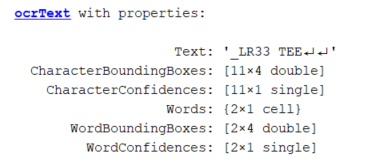 ocrText with properties:
Text: '_LR33 TEE↵↵'
CharacterBoundingBoxes: [11×4 double]
CharacterConfidences: [11×1 single]
Words: {2×1 cell}
WordBoundingBoxes: [2×4 double]
WordConfidences: [2×1 single]